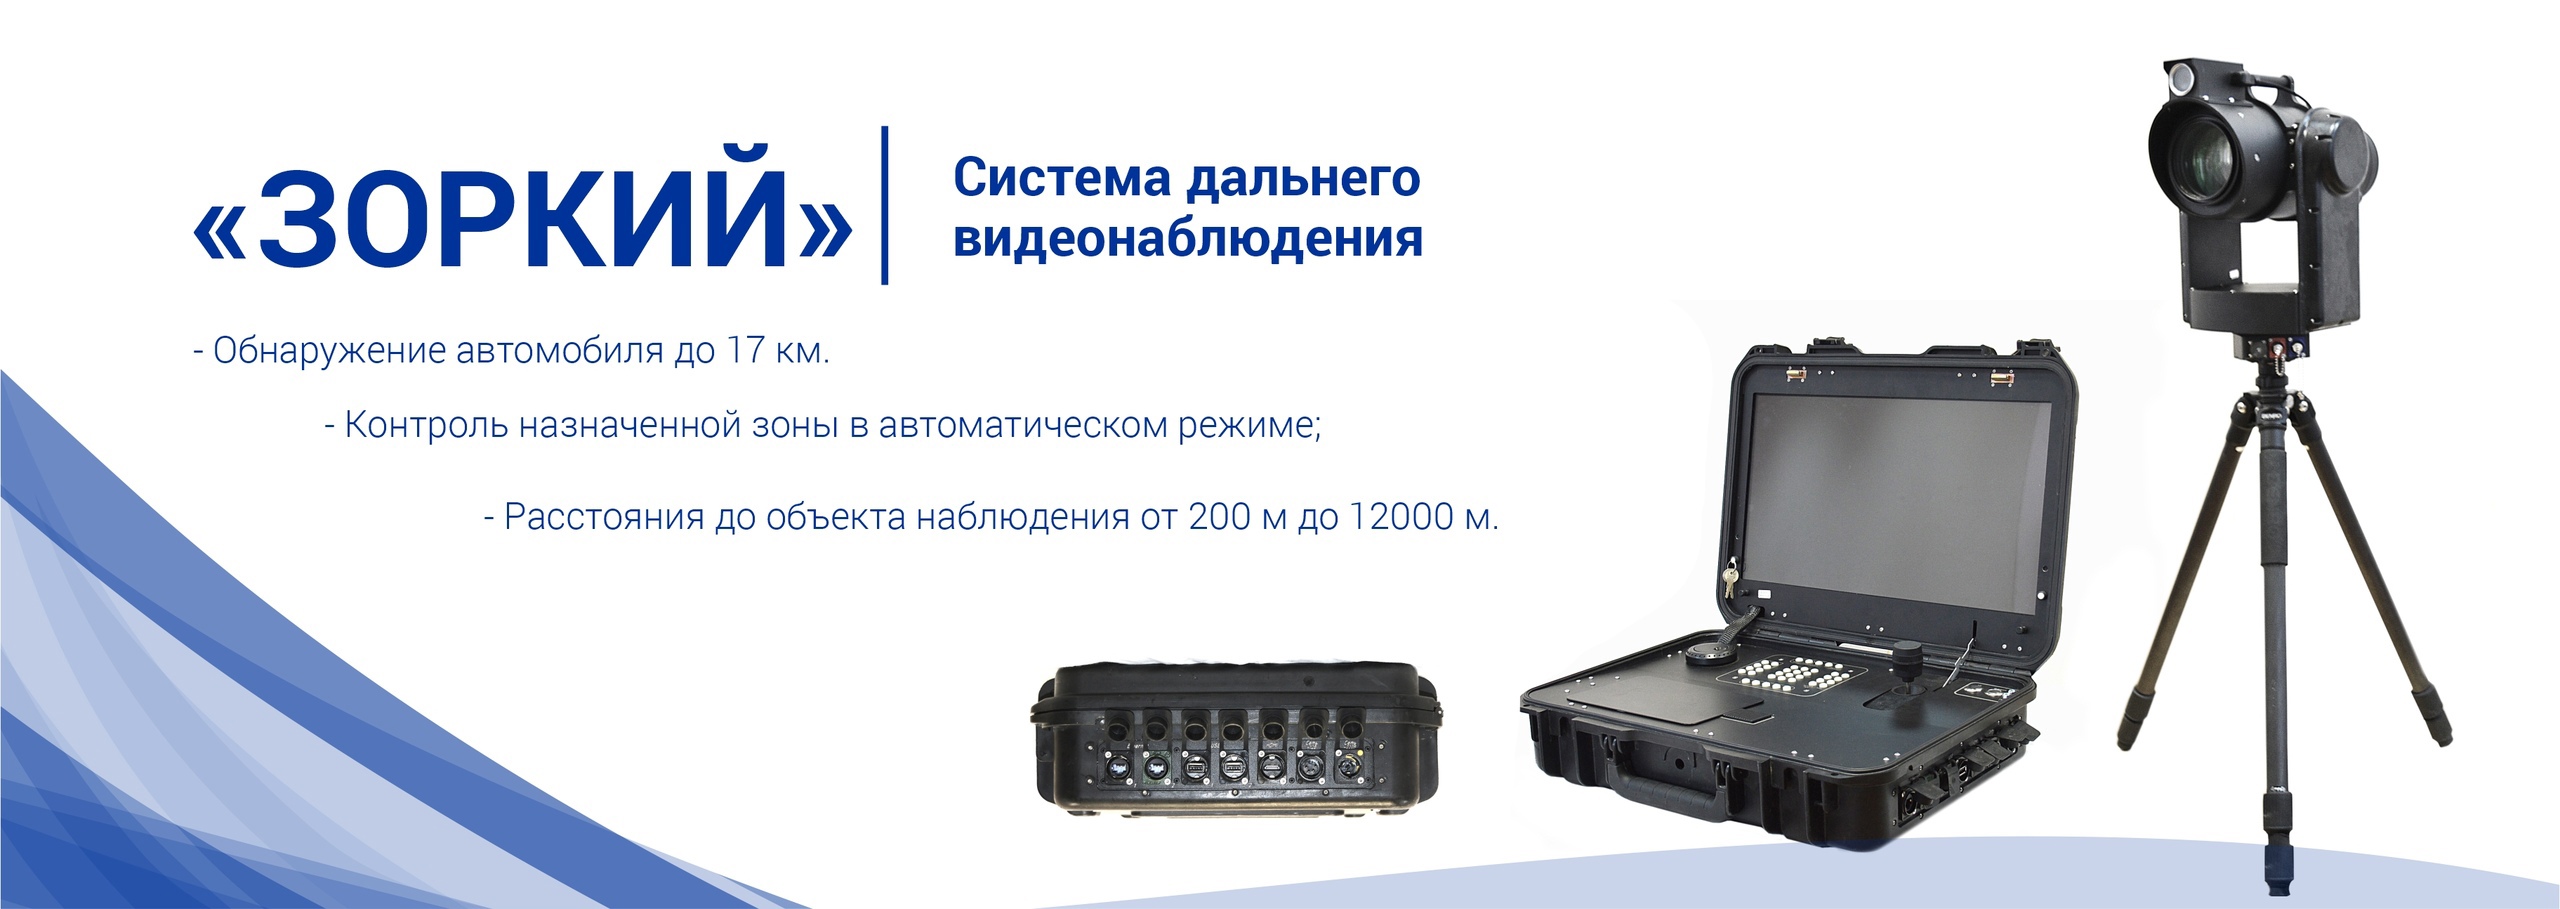 «ЗОРКИЙ»
Система дальнего
видеонаблюдения
- Обнаружение автомобиля до 17 км.
- Контроль назначенной зоны в автоматическом режиме;
- Расстояния до объекта наблюдения от 200 м до 12000 м.